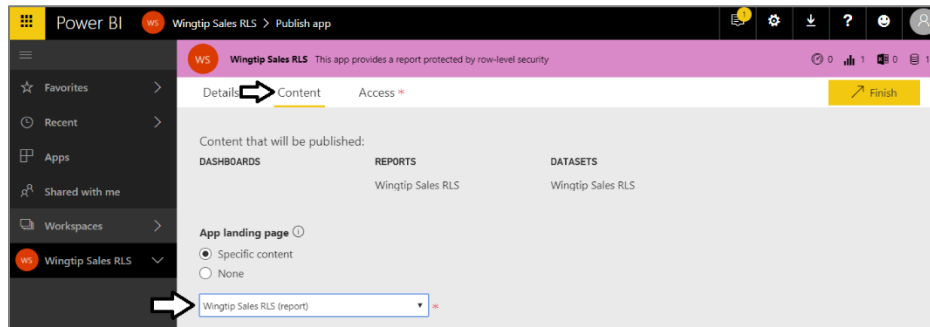 Power BI WS Wingtip Sales RLS > Publish app 1 ?
WS Wingtip Sales RLS This app provides a report protected by row-level security 0 1 0 1
Favorites
Recent
Apps
Shared with me
Workspaces
WS Wingtip Sales RLS
Details Content Access * Finish
Content that will be published:
DASHBOARDS REPORTS DATASETS
Wingtip Sales RLS Wingtip Sales RLS
App landing page
Specific content
None
Wingtip Sales RLS (report) *